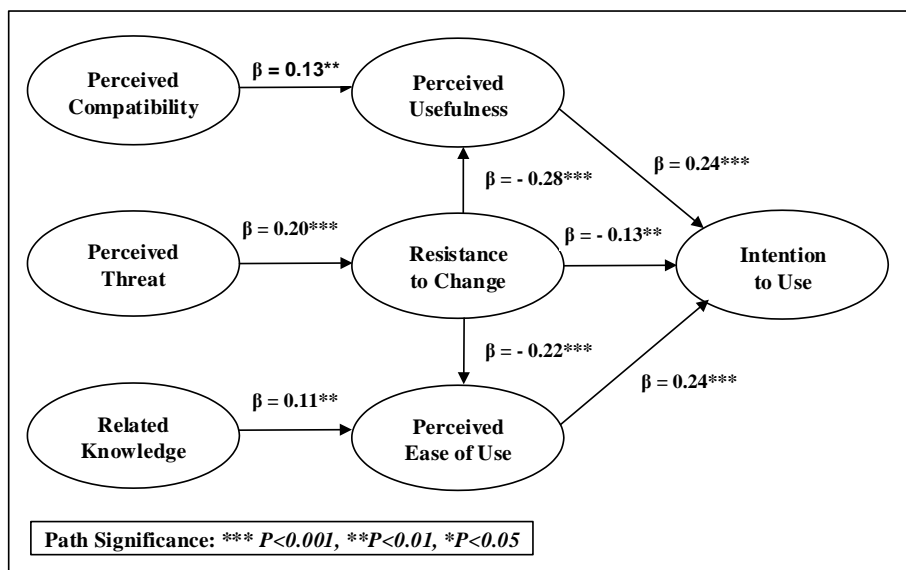 Perceived
Compatibility
β = 0.13**
Perceived
Usefulness
β = 0.24***
β = - 0.28***
Perceived
Threat
β = 0.20***
Resistance
to Change
β = - 0.13**
Intention
to Use
β = - 0.22***
β = 0.24***
Related
Knowledge
β = 0.11**
Perceived
Ease of Use
Path Significance: *** P<0.001, **P<0.01, *P<0.05